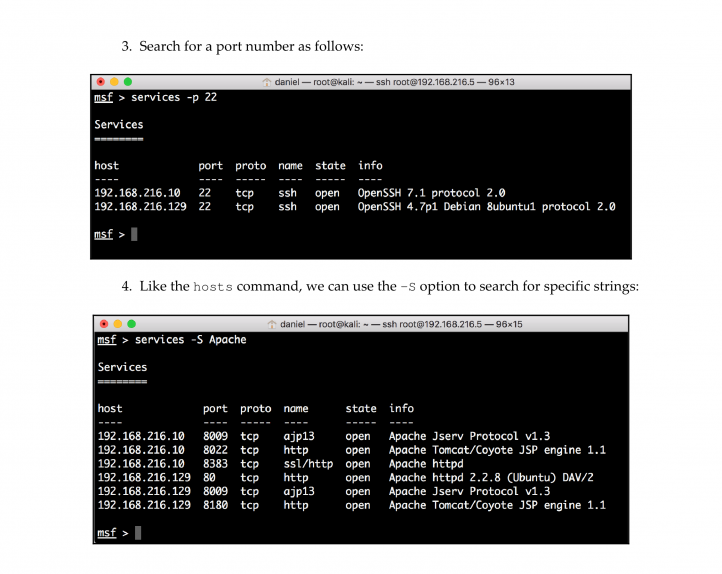 3. Search for a port number as follows:
daniel — root@kali: ~ — ssh root@192.168.216.5 — 96×13
msf > services -p 22
Services
========
host port proto name state info
---- ---- ----- ---- ----- ----
192.168.216.10 22 tcp ssh open OpenSSH 7.1 protocol 2.0
192.168.216.129 22 tcp ssh open OpenSSH 4.7p1 Debian 8ubuntu1 protocol 2.0
msf >
4. Like the hosts command, we can use the -S option to search for specific strings:
daniel — root@kali: ~ — ssh root@192.168.216.5 — 96×15
msf > services -S Apache
Services
========
host port proto name state info
---- ---- ----- ---- ----- ----
192.168.216.10 8009 tcp ajp13 open Apache Jserv Protocol v1.3
192.168.216.10 8022 tcp http open Apache Tomcat/Coyote JSP engine 1.1
192.168.216.10 8383 tcp ssl/http open Apache httpd
192.168.216.129 80 tcp http open Apache httpd 2.2.8 (Ubuntu) DAV/2
192.168.216.129 8009 tcp ajp13 open Apache Jserv Protocol v1.3
192.168.216.129 8180 tcp http open Apache Tomcat/Coyote JSP engine 1.1
msf >